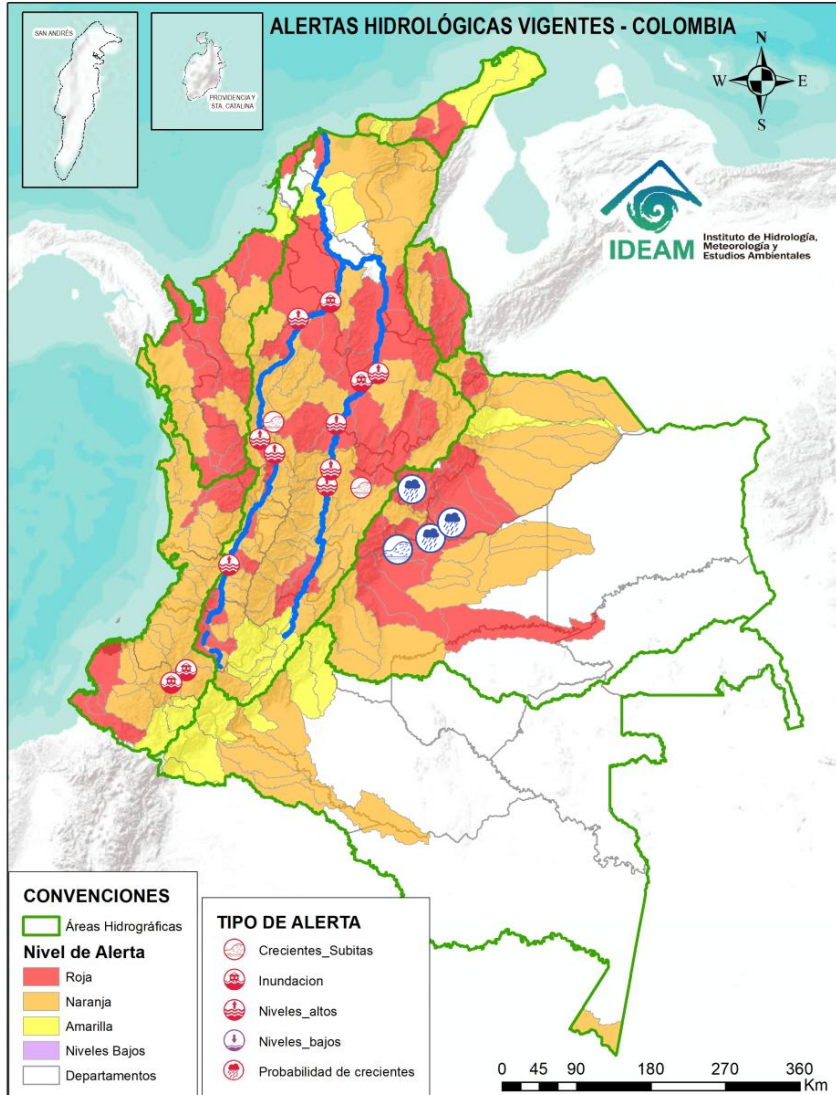 ALERTAS HIDROLÓGICAS VIGENTES - COLOMBIA
SAN ANDRÉS
PROVIDENCIA Y
STA. CATALINA
N
W
E
S
IDEAM
Instituto de Hidrología,
Meteorología y
Estudios Ambientales
CONVENCIONES
Áreas Hidrográficas
Nivel de Alerta
Roja
Naranja
Amarilla
Niveles Bajos
Departamentos
TIPO DE ALERTA
Crecientes_Subitas
Inundacion
Niveles_altos
Niveles_bajos
Probabilidad de crecientes
0 45 90 180 270 360
Km